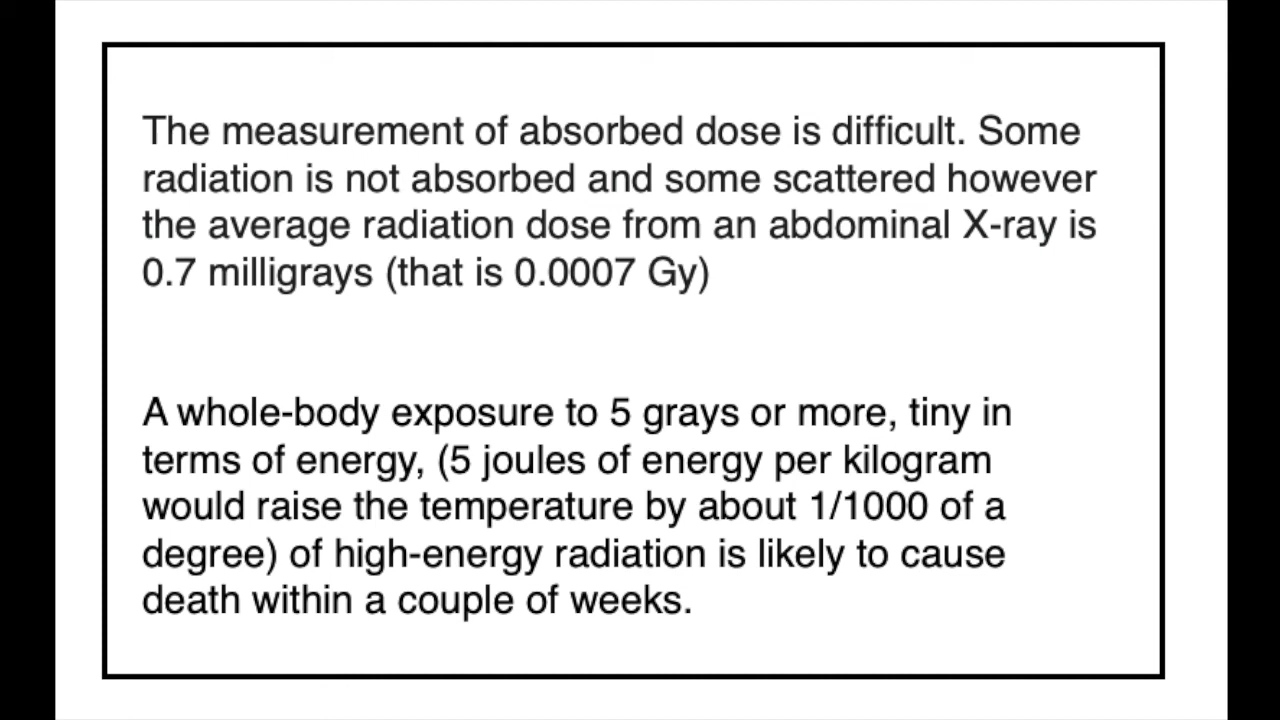 The measurement of absorbed dose is difficult. Some
radiation is not absorbed and some scattered however
the average radiation dose from an abdominal X-ray is
0.7 milligrays (that is 0.0007 Gy)
A whole-body exposure to 5 grays or more, tiny in
terms of energy, (5 joules of energy per kilogram
would raise the temperature by about 1/1000 of a
degree) of high-energy radiation is likely to cause
death within a couple of weeks.